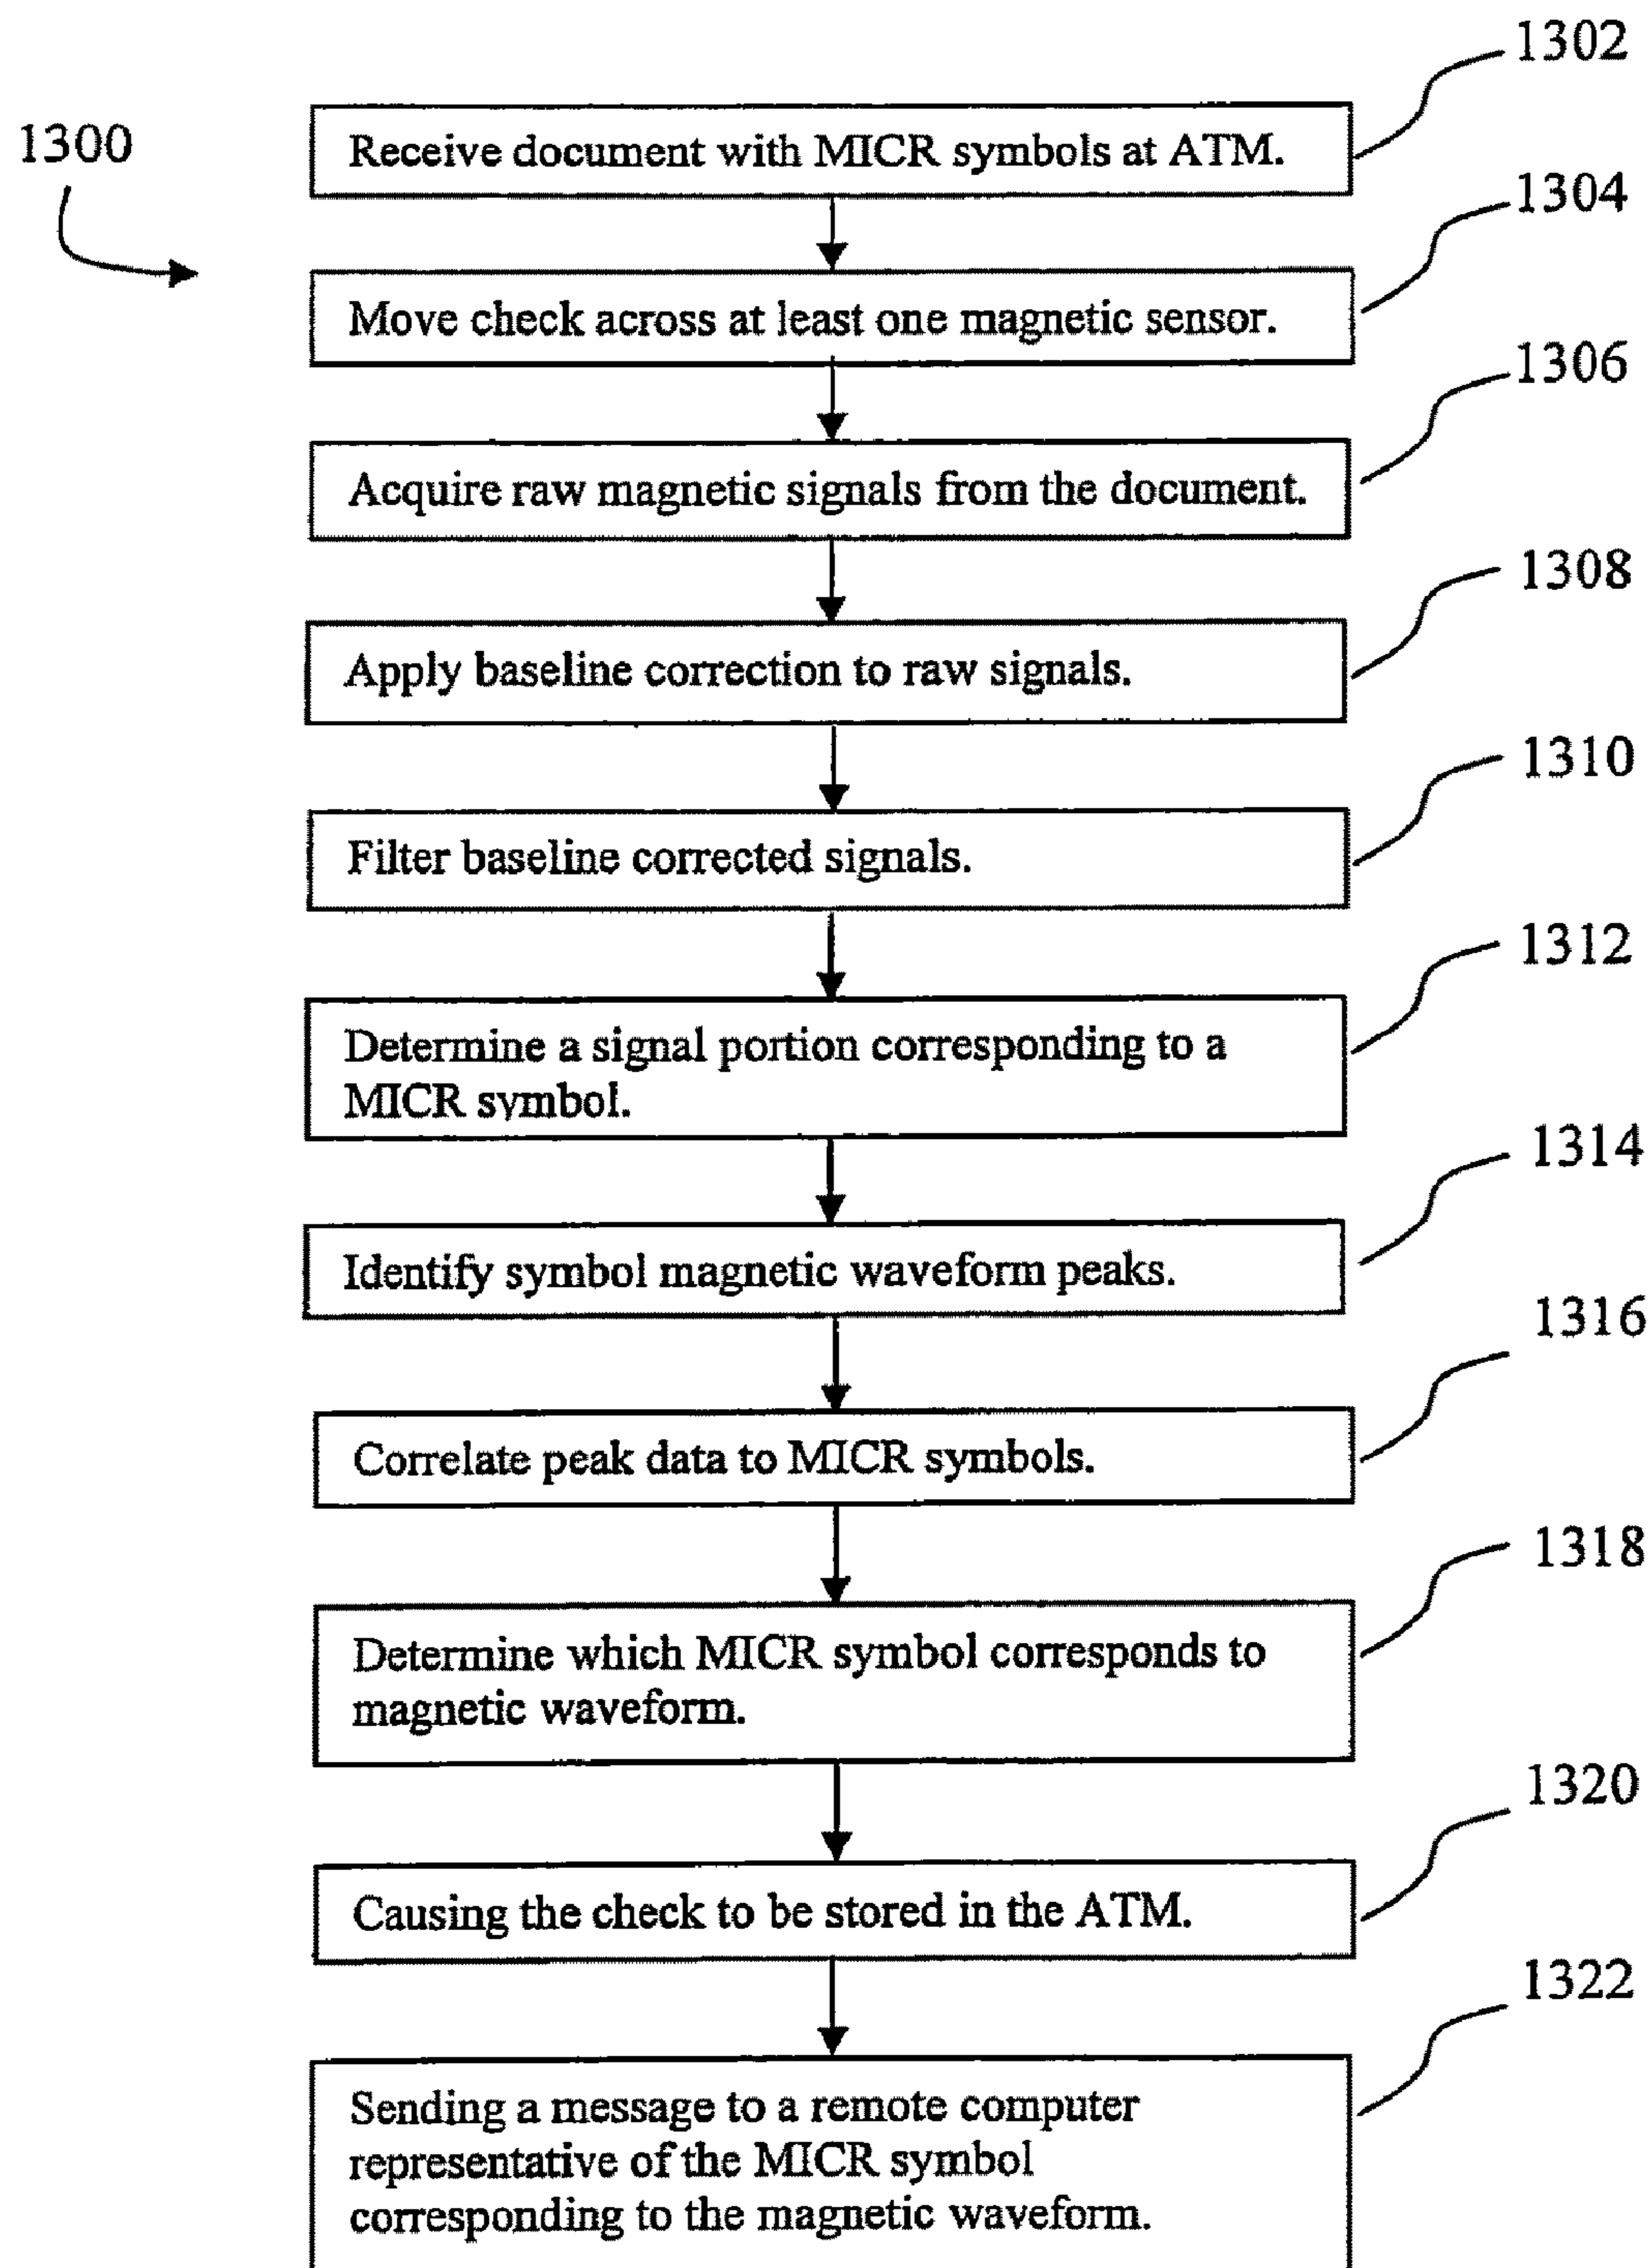 1302
1300
Receive document with MICR symbols at ATM.
1304
Move check across at least one magnetic sensor.
1306
Acquire raw magnetic signals from the document.
1308
Apply baseline correction to raw signals.
1310
Filter baseline corrected signals.
1312
Determine a signal portion corresponding to a
MICR symbol.
1314
Identify symbol magnetic waveform peaks.
1316
Correlate peak data to MICR symbols.
1318
Determine which MICR symbol corresponds to
magnetic waveform.
1320
Causing the check to be stored in the ATM.
1322
Sending a message to a remote computer
representative of the MICR symbol
corresponding to the magnetic waveform.